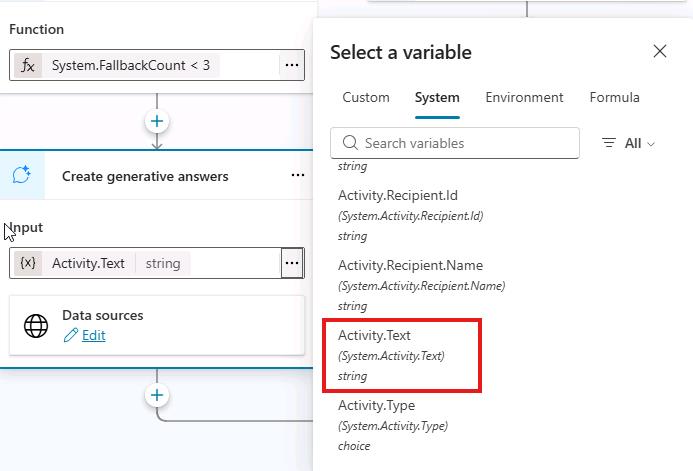 Function
fx System.FallbackCount < 3 ...
Create generative answers ...
Input
{x} Activity.Text string ...
Data sources
Edit
Select a variable
Custom System Environment Formula
Search variables All
string
Activity.Recipient.Id
(System.Activity.Recipient.Id)
string
Activity.Recipient.Name
(System.Activity.Recipient.Name)
string
Activity.Text
(System.Activity.Text)
string
Activity.Type
(System.Activity.Type)
choice